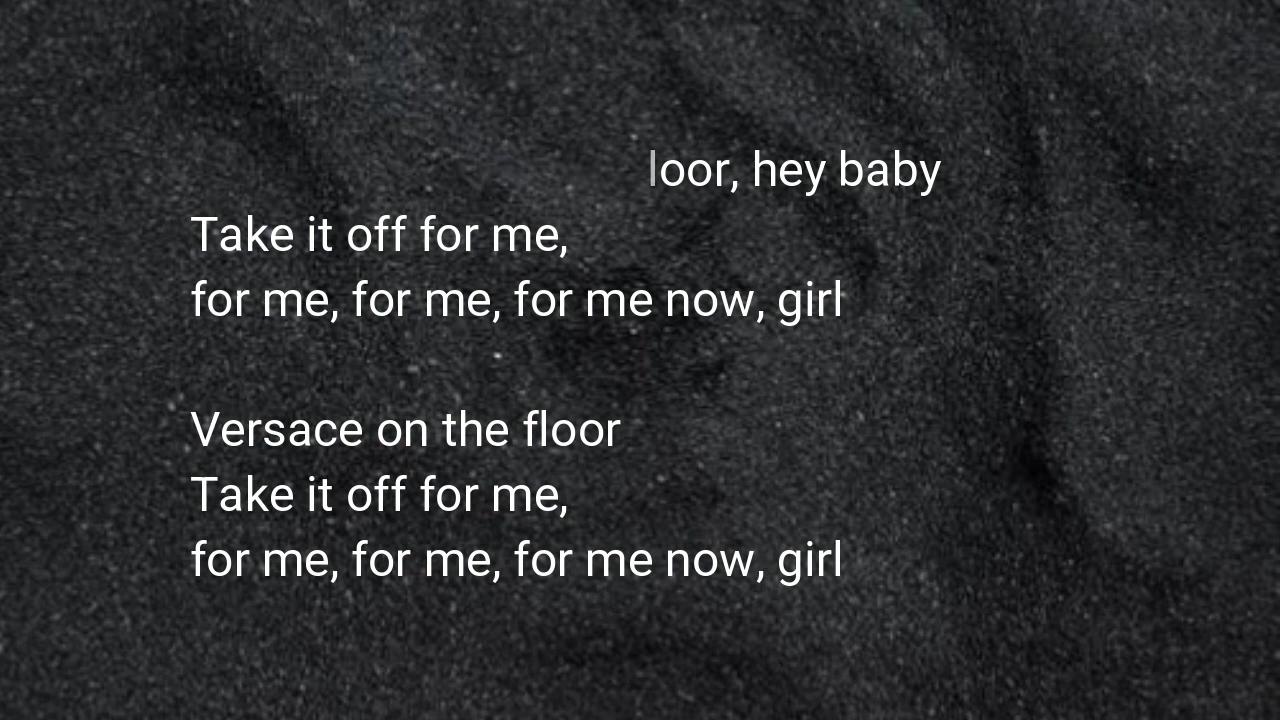 loor, hey baby
Take it off for me,
for me, for me, for me now, girl
Versace on the floor
Take it off for me,
for me, for me, for me now, girl